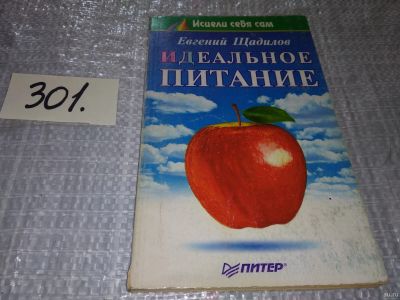 301.
Исцели себя сам
Евгений Щадилов
ИДЕАЛЬНОЕ
ПИТАНИЕ
ПИТЕР®